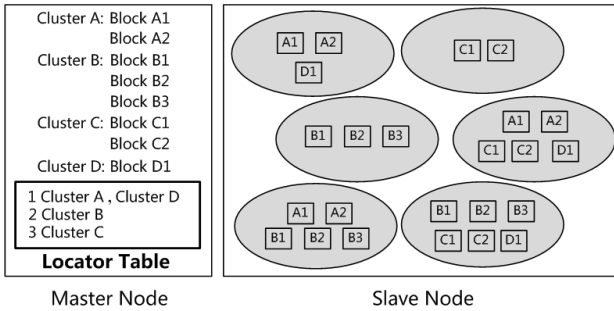 Cluster A: Block A1
Block A2
Cluster B: Block B1
Block B2
Block B3
Cluster C: Block C1
Block C2
Cluster D: Block D1
1 Cluster A , Cluster D
2 Cluster B
3 Cluster C
Locator Table
Master Node
A1 A2
D1
C1 C2
B1 B2 B3
A1 A2
C1 C2 D1
A1 A2
B1 B2 B3
B1 B2 B3
C1 C2 D1
Slave Node